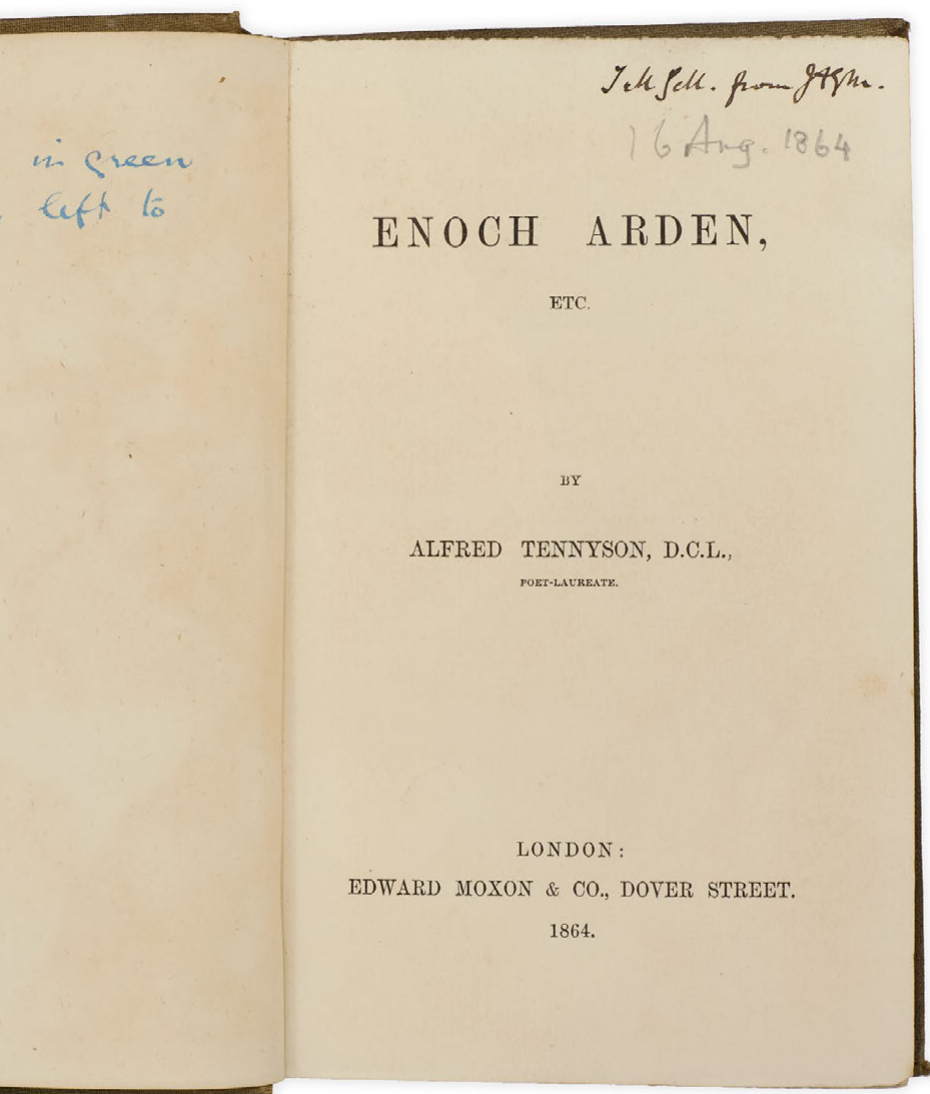 in green
left to
from
16 Aug. 1864
ENOCH ARDEN,
ETC.
BY
ALFRED TENNYSON, D.C.L.,
POET-LAUREATE.
LONDON:
EDWARD MOXON & CO., DOVER STREET.
1864.